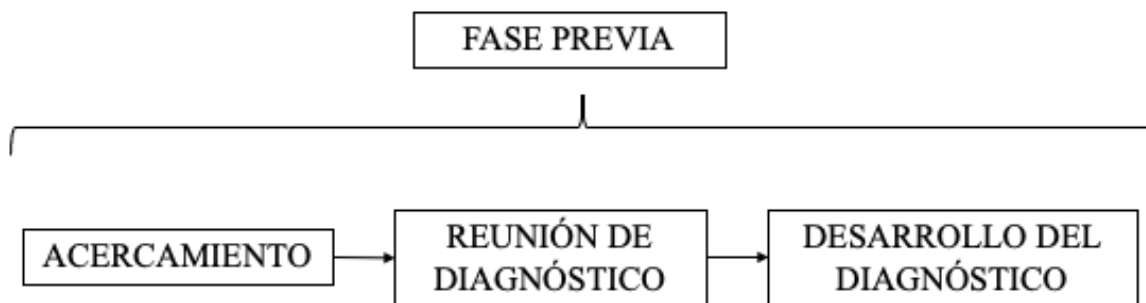 FASE PREVIA
ACERCAMIENTO
REUNIÓN DE
DIAGNÓSTICO
DESARROLLO DEL
DIAGNÓSTICO